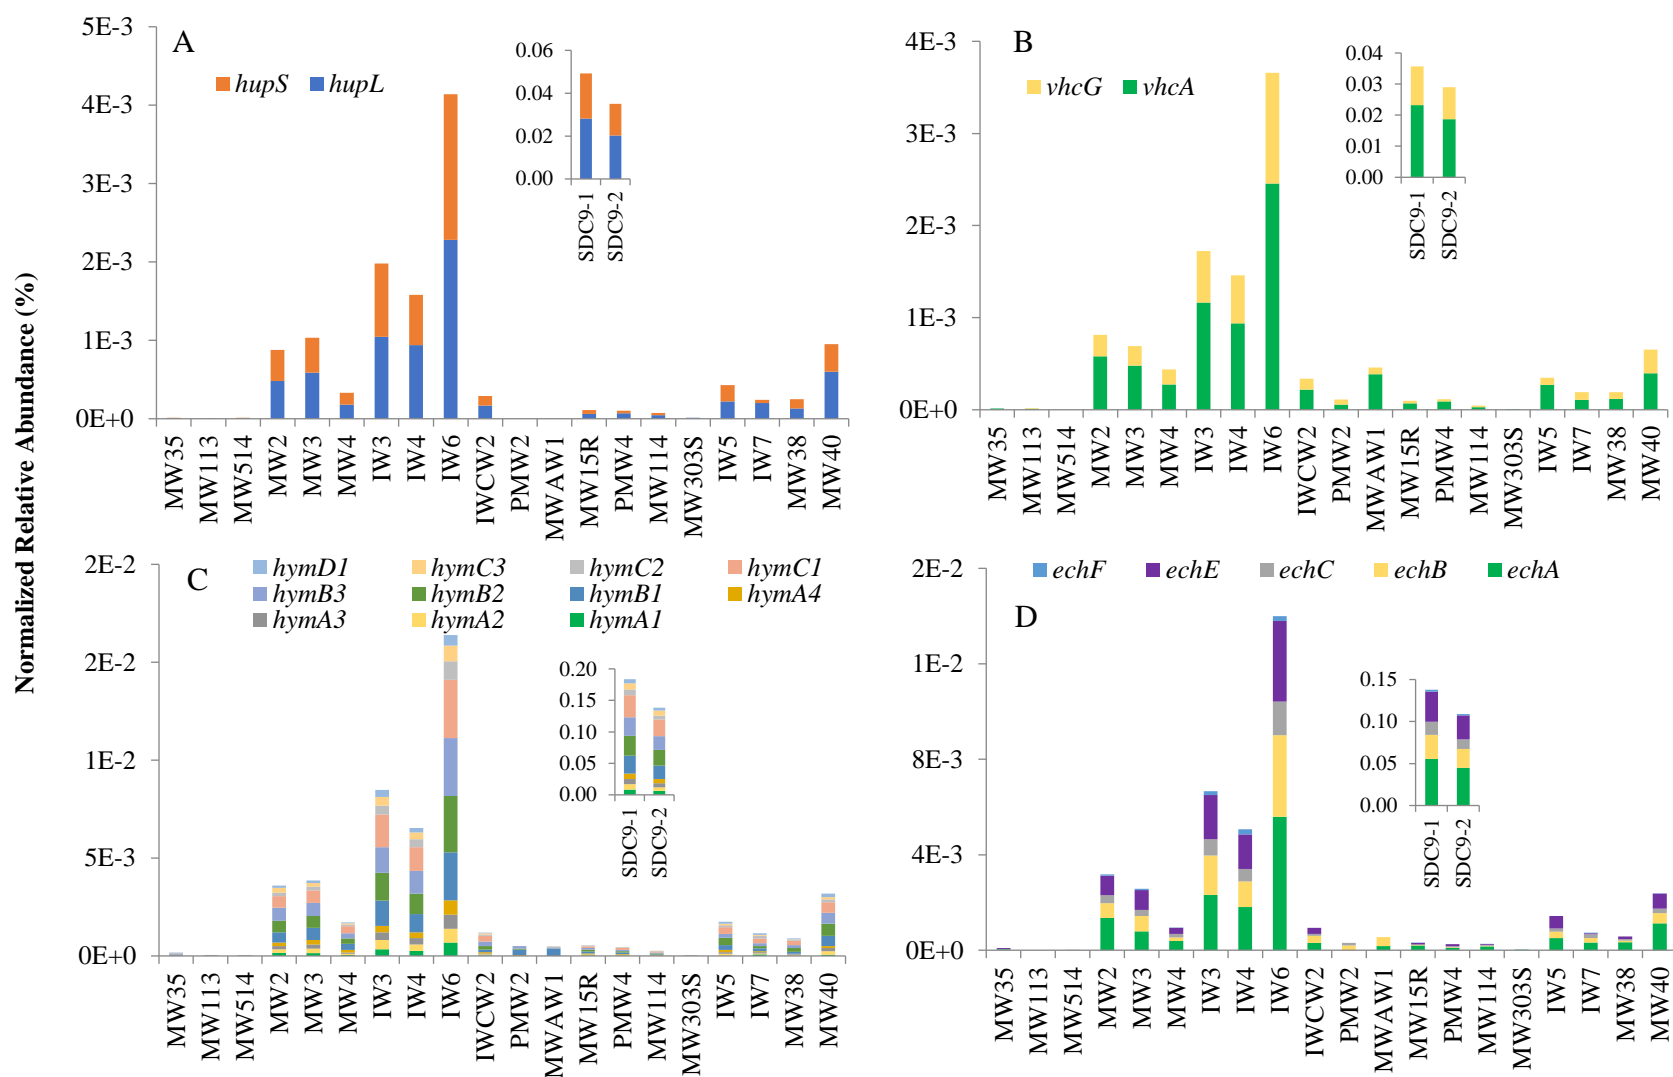 Normalized Relative Abundance (%)
A
hupS hupL
5E-3
4E-3
3E-3
2E-3
1E-3
0E+0
0.06
0.04
0.02
0.00
SDC9-1 SDC9-2
MW35 MW113 MW514 MW2 MW3 MW4 IW3 IW4 IW6 IWCW2 PMW2 MWAW1 MW15R PMW4 MW114 MW303S IW5 IW7 MW38 MW40
B
vhcG vhcA
4E-3
3E-3
2E-3
1E-3
0E+0
0.04
0.03
0.02
0.01
0.00
SDC9-1 SDC9-2
MW35 MW113 MW514 MW2 MW3 MW4 IW3 IW4 IW6 IWCW2 PMW2 MWAW1 MW15R PMW4 MW114 MW303S IW5 IW7 MW38 MW40
C
hymD1 hymC3 hymC2 hymC1
hymB3 hymB2 hymB1 hymA4
hymA3 hymA2 hymA1
2E-2
2E-2
1E-2
5E-3
0E+0
0.20
0.15
0.10
0.05
0.00
SDC9-1 SDC9-2
MW35 MW113 MW514 MW2 MW3 MW4 IW3 IW4 IW6 IWCW2 PMW2 MWAW1 MW15R PMW4 MW114 MW303S IW5 IW7 MW38 MW40
D
echF echE echC echB echA
2E-2
1E-2
8E-3
4E-3
0E+0
0.15
0.10
0.05
0.00
SDC9-1 SDC9-2
MW35 MW113 MW514 MW2 MW3 MW4 IW3 IW4 IW6 IWCW2 PMW2 MWAW1 MW15R PMW4 MW114 MW303S IW5 IW7 MW38 MW40